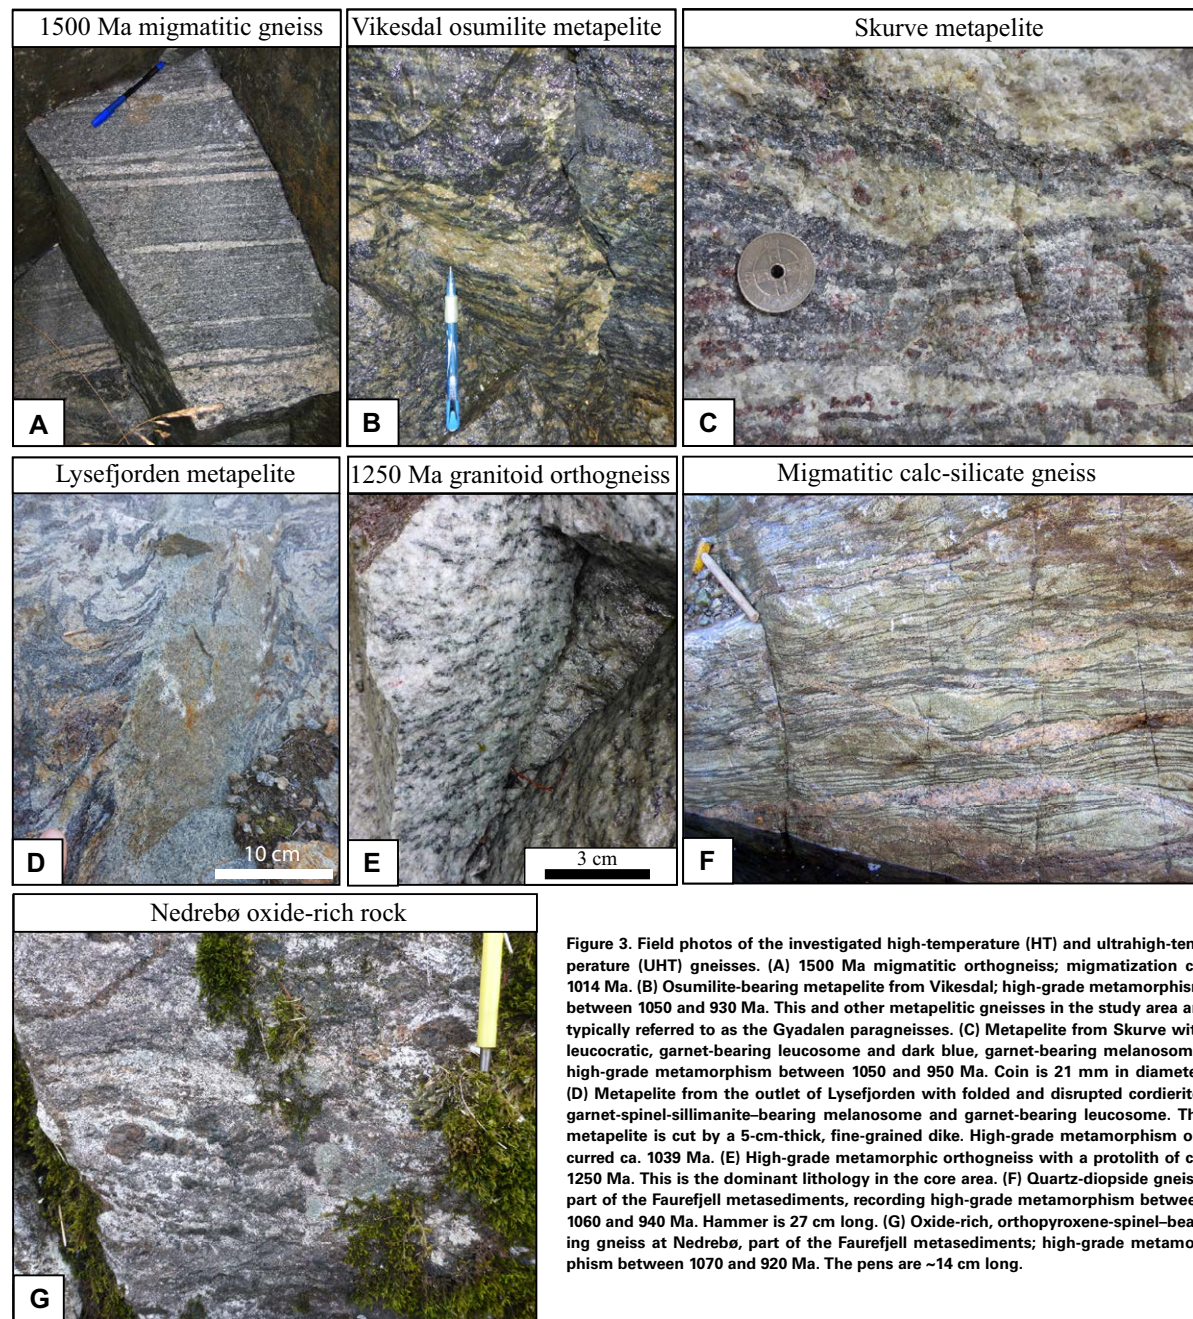 1500 Ma migmatitic gneiss
Vikesdal osumilite metapelite
Skurve metapelite
A
B
C
Lysefjorden metapelite
1250 Ma granitoid orthogneiss
Migmatitic calc-silicate gneiss
10 cm
3 cm
D
E
F
Nedrebø oxide-rich rock
G
Figure 3. Field photos of the investigated high-temperature (HT) and ultrahigh-tem
perature (UHT) gneisses. (A) 1500 Ma migmatitic orthogneiss; migmatization c
1014 Ma. (B) Osumilite-bearing metapelite from Vikesdal; high-grade metamorphism
between 1050 and 930 Ma. This and other metapelitic gneisses in the study area a
typically referred to as the Gyadalen paragneisses. (C) Metapelite from Skurve wit
leucocratic, garnet-bearing leucosome and dark blue, garnet-bearing melanosom
high-grade metamorphism between 1050 and 950 Ma. Coin is 21 mm in diamete
(D) Metapelite from the outlet of Lysefjorden with folded and disrupted cordierit
garnet-spinel-sillimanite–bearing melanosome and garnet-bearing leucosome. Th
metapelite is cut by a 5-cm-thick, fine-grained dike. High-grade metamorphism o
curred ca. 1039 Ma. (E) High-grade metamorphic orthogneiss with a protolith of c
1250 Ma. This is the dominant lithology in the core area. (F) Quartz-diopside gneis
part of the Faurefjell metasediments, recording high-grade metamorphism betwee
1060 and 940 Ma. Hammer is 27 cm long. (G) Oxide-rich, orthopyroxene-spinel–bea
ing gneiss at Nedrebø, part of the Faurefjell metasediments; high-grade metamo
phism between 1070 and 920 Ma. The pens are ~14 cm long.